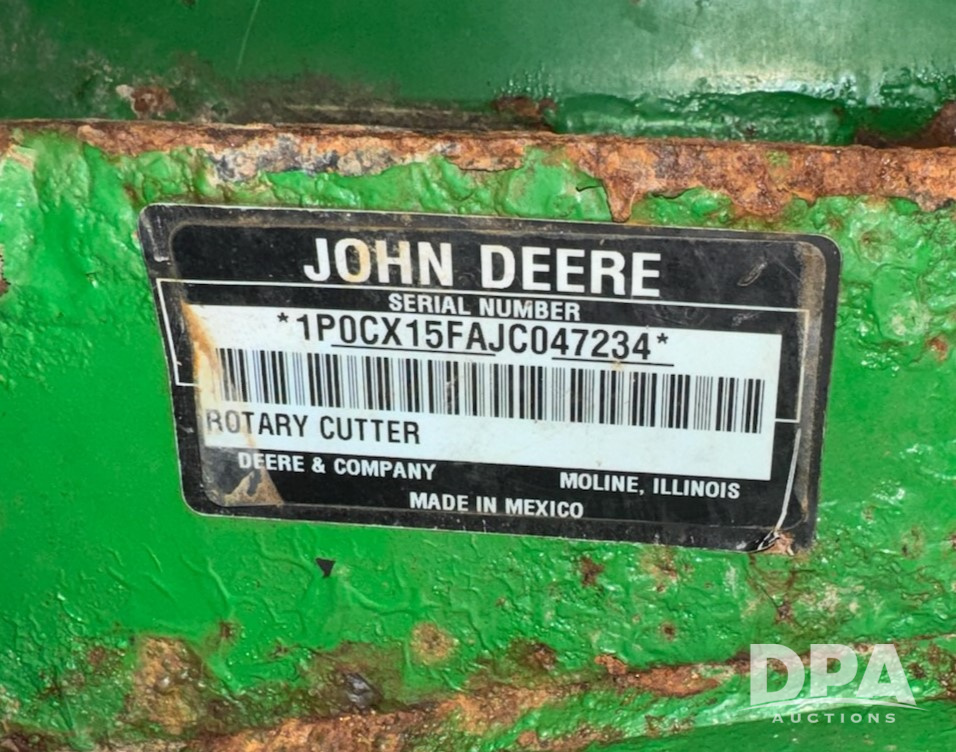 JOHN DEERE
SERIAL NUMBER
*1P0CX15FAJC047234*
ROTARY CUTTER
DEERE & COMPANY MOLINE, ILLINOIS
MADE IN MEXICO
DPA
AUCTIONS